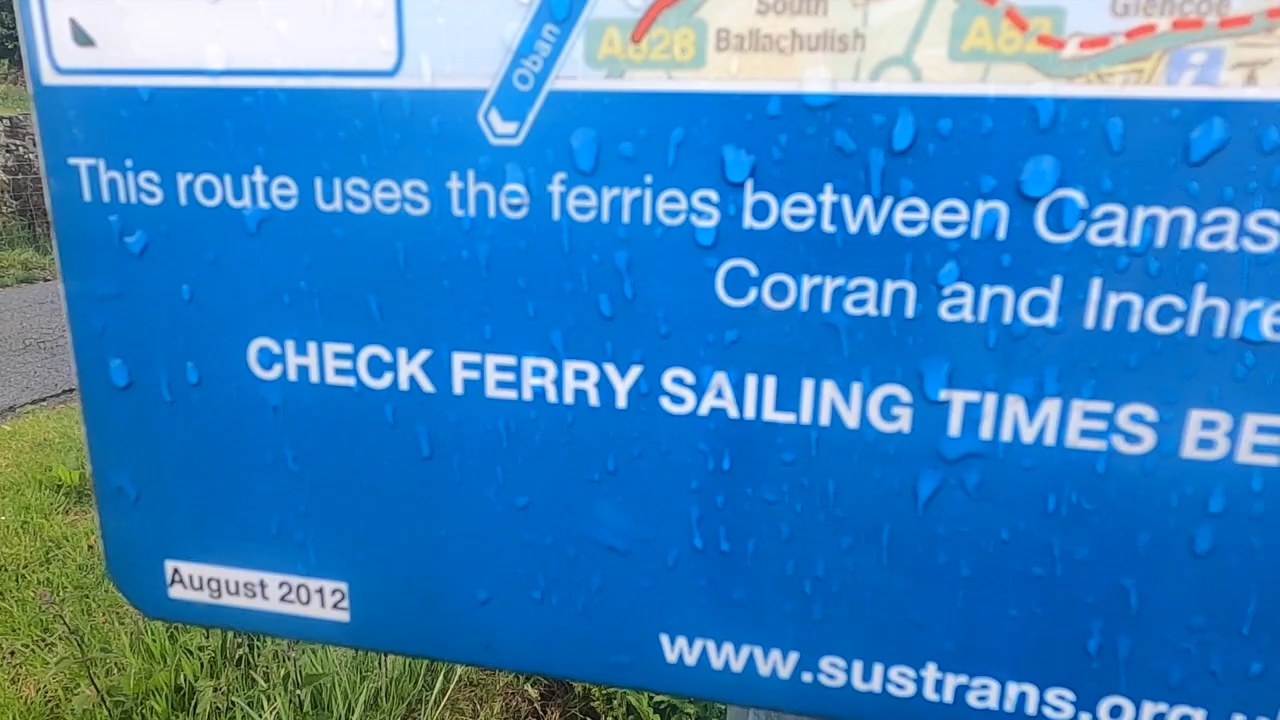 South
Glencoe
Oban
A828
Ballachulish
A82
i
This route uses the ferries between Camas
Corran and Inchre
CHECK FERRY SAILING TIMES BE
August 2012
www.sustrans.org.u